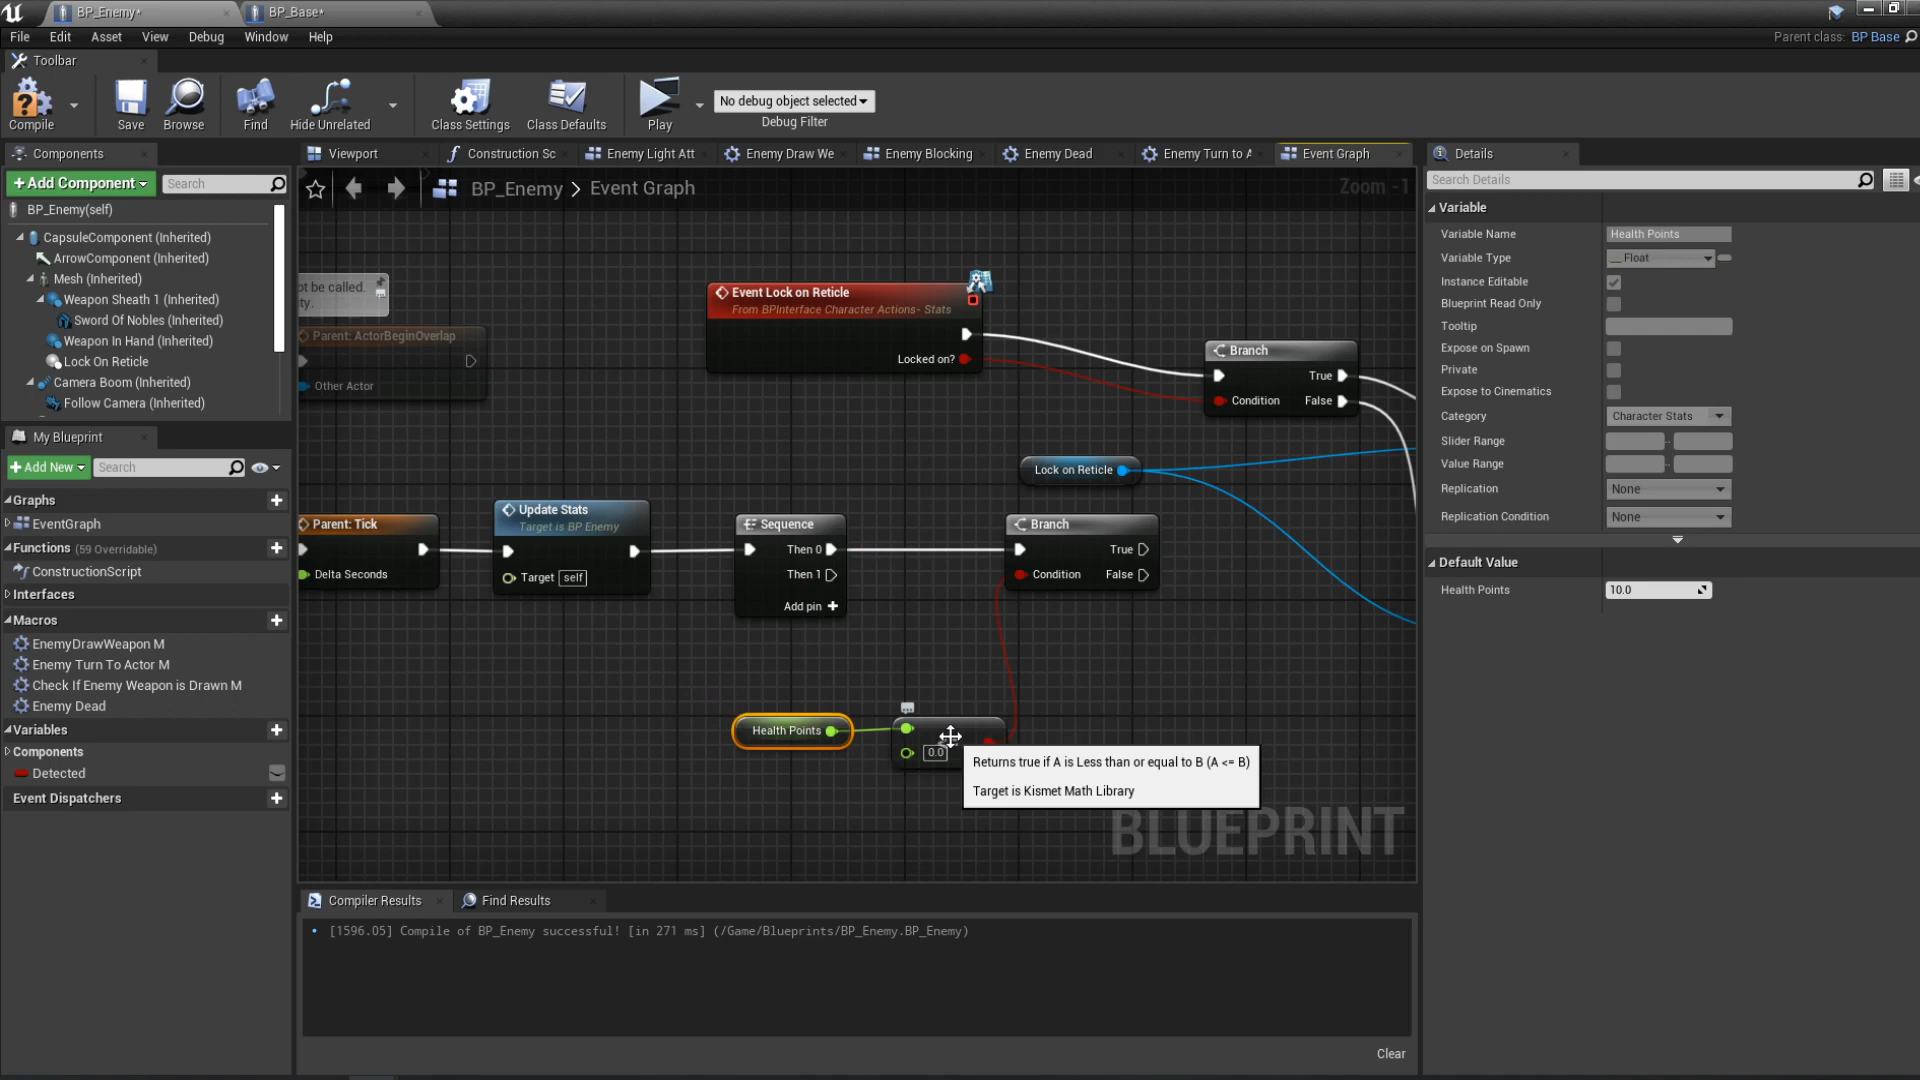 BP_Enemy*
BP_Base*
File Edit Asset View Debug Window Help
Parent class: BP Base
Toolbar
Compile
Save
Browse
Find
Hide Unrelated
Class Settings
Class Defaults
Play
No debug object selected
Debug Filter
Components
+Add Component
Search
BP_Enemy(self)
CapsuleComponent (Inherited)
ArrowComponent (Inherited)
Mesh (Inherited)
Weapon Sheath 1 (Inherited)
Sword Of Nobles (Inherited)
Weapon In Hand (Inherited)
Lock On Reticle
Camera Boom (Inherited)
Follow Camera (Inherited)
My Blueprint
+Add New
Search
Graphs
EventGraph
Functions (59 Overridable)
ConstructionScript
Interfaces
Macros
EnemyDrawWeapon M
Enemy Turn To Actor M
Check If Enemy Weapon is Drawn M
Enemy Dead
Variables
Components
Detected
Event Dispatchers
Viewport
Construction Sc
Enemy Light Att
Enemy Draw We
Enemy Blocking
Enemy Dead
Enemy Turn to A
Event Graph
BP_Enemy > Event Graph
Zoom -1
ot be called.
ty.
Parent: ActorBeginOverlap
Other Actor
Event Lock on Reticle
From BPInterface Character Actions- Stats
Locked on?
Branch
True
Condition False
Lock on Reticle
Parent: Tick
Delta Seconds
Update Stats
Target is BP Enemy
Target self
Sequence
Then 0
Then 1
Add pin +
Branch
True
Condition False
Health Points
0.0
Returns true if A is Less than or equal to B (A <= B)
Target is Kismet Math Library
BLUEPRINT
Compiler Results
Find Results
[1596.05] Compile of BP_Enemy successful! [in 271 ms] (/Game/Blueprints/BP_Enemy.BP_Enemy)
Clear
Details
Search Details
Variable
Variable Name Health Points
Variable Type Float
Instance Editable
Blueprint Read Only
Tooltip
Expose on Spawn
Private
Expose to Cinematics
Category Character Stats
Slider Range
Value Range
Replication None
Replication Condition None
Default Value
Health Points 10.0